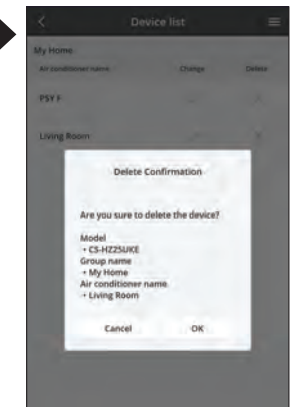 Device list
My Home
Air conditioner name Change Delete
PSY F
Living Room
Delete Confirmation
Are you sure to delete the device?
Model
• CS-HZ25UKE
Group name
• My Home
Air conditioner name
• Living Room
Cancel OK